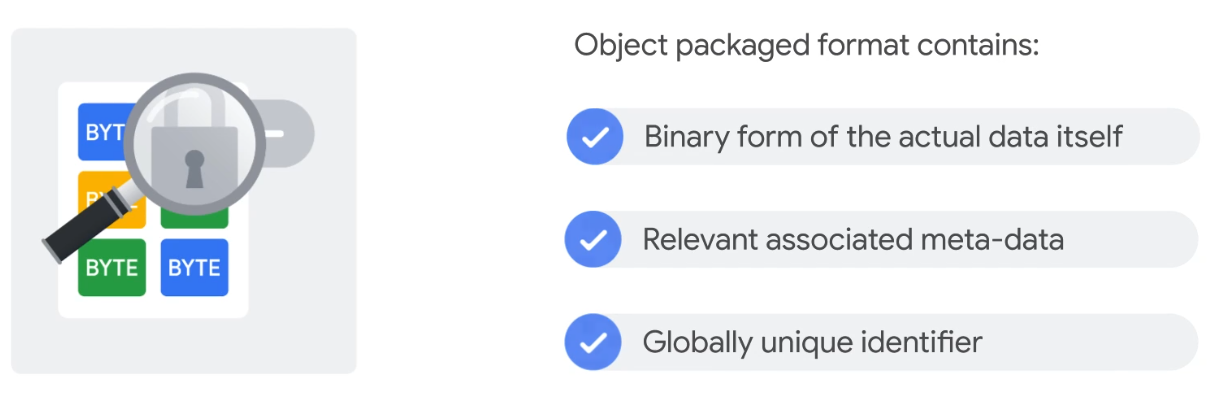 Object packaged format contains:
Binary form of the actual data itself
Relevant associated meta-data
Globally unique identifier
BYTE BYTE